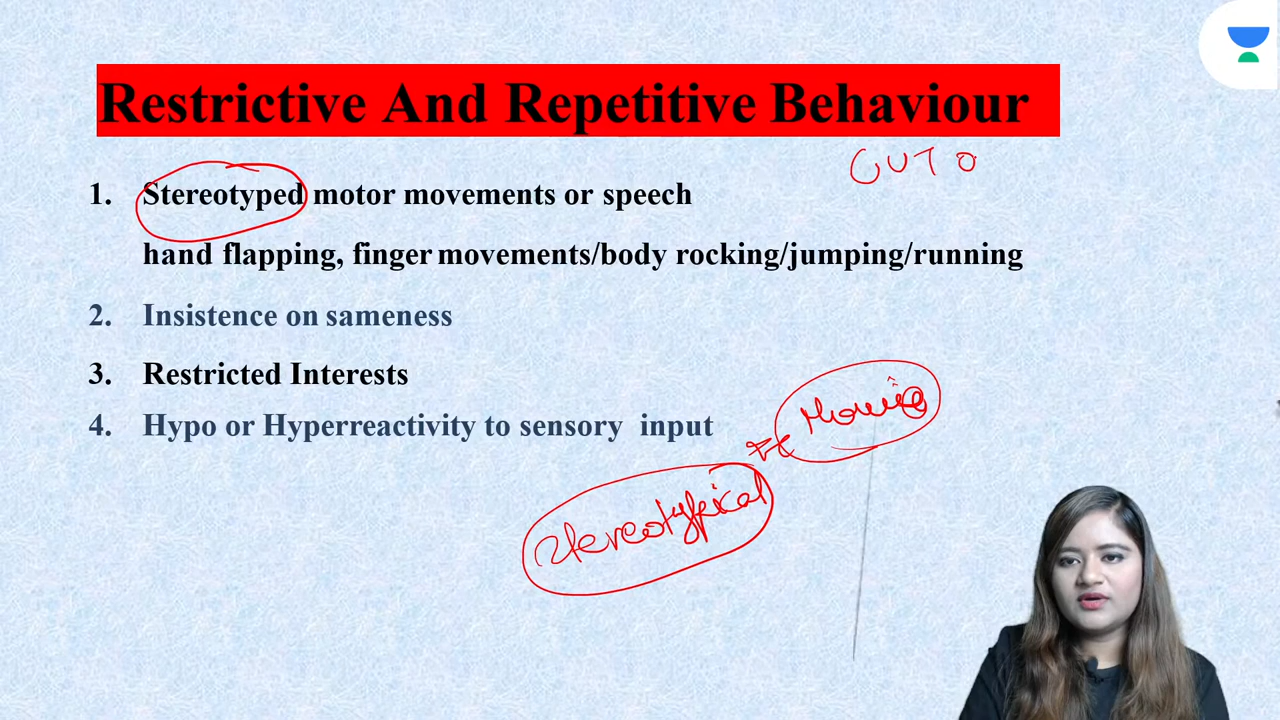 Restrictive And Repetitive Behaviour
1. Stereotyped motor movements or speech
hand flapping, finger movements/body rocking/jumping/running
2. Insistence on sameness
3. Restricted Interests
4. Hypo or Hyperreactivity to sensory input
Stereotypical